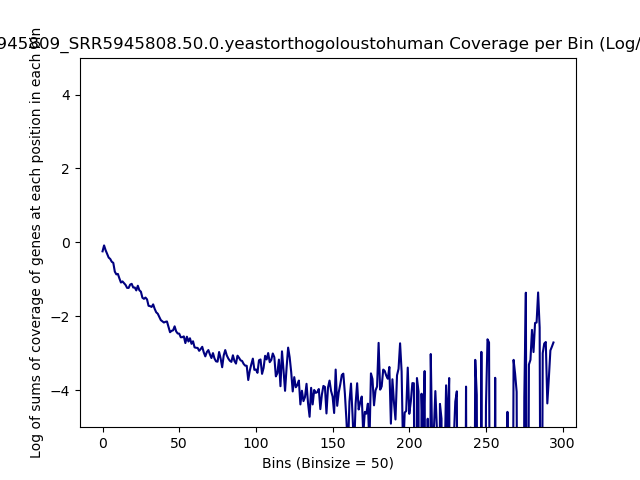 945809_SRR5945808.50.0.yeastorthogoloustohuman Coverage per Bin (Log/
Log of sums of coverage of genes at each position in each bin
4
2
0
−2
−4
0 50 100 150 200 250 300
Bins (Binsize = 50)